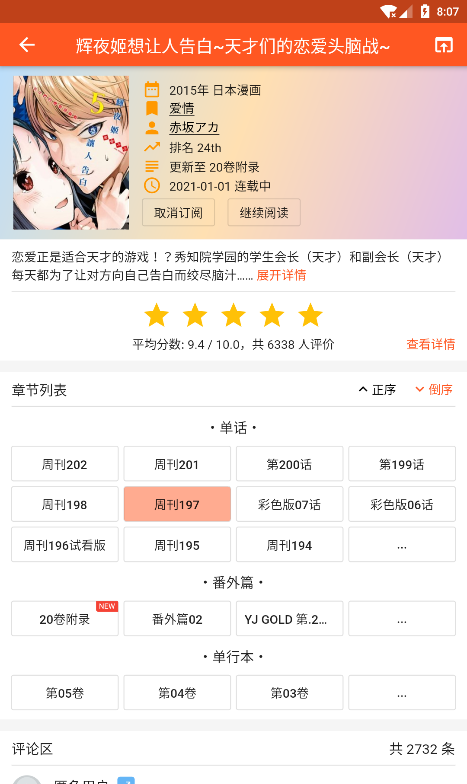 8:07
辉夜姬想让人告白~天才们的恋爱头脑战~
5
輝夜姬想讓人告白
2015年 日本漫画
爱情
赤坂アカ
排名 24th
更新至 20卷附录
2021-01-01 连载中
取消订阅
继续阅读
恋爱正是适合天才的游戏！？秀知院学园的学生会长（天才）和副会长（天才）
每天都为了让对方向自己告白而绞尽脑汁…… 展开详情
平均分数: 9.4 / 10.0，共 6338 人评价
查看详情
章节列表
正序
倒序
• 单话 •
周刊202 周刊201 第200话 第199话
周刊198 周刊197 彩色版07话 彩色版06话
周刊196试看版 周刊195 周刊194 ...
• 番外篇 •
NEW
20卷附录 番外篇02 YJ GOLD 第.2... ...
• 单行本 •
第05卷 第04卷 第03卷 ...
评论区
共 2732 条